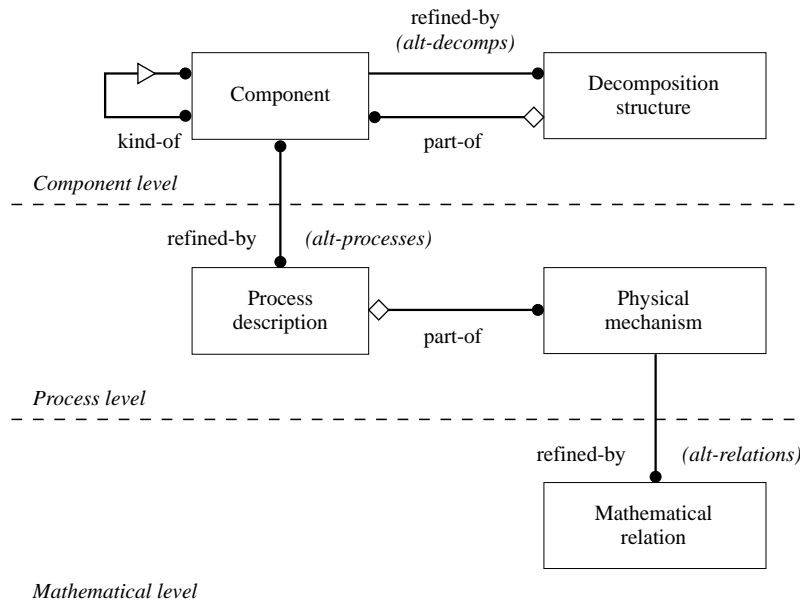 refined-by
(alt-decomps)
Component
Decomposition
structure
kind-of
part-of
Component level
refined-by
(alt-processes)
Process
description
Physical
mechanism
part-of
Process level
refined-by
(alt-relations)
Mathematical
relation
Mathematical level